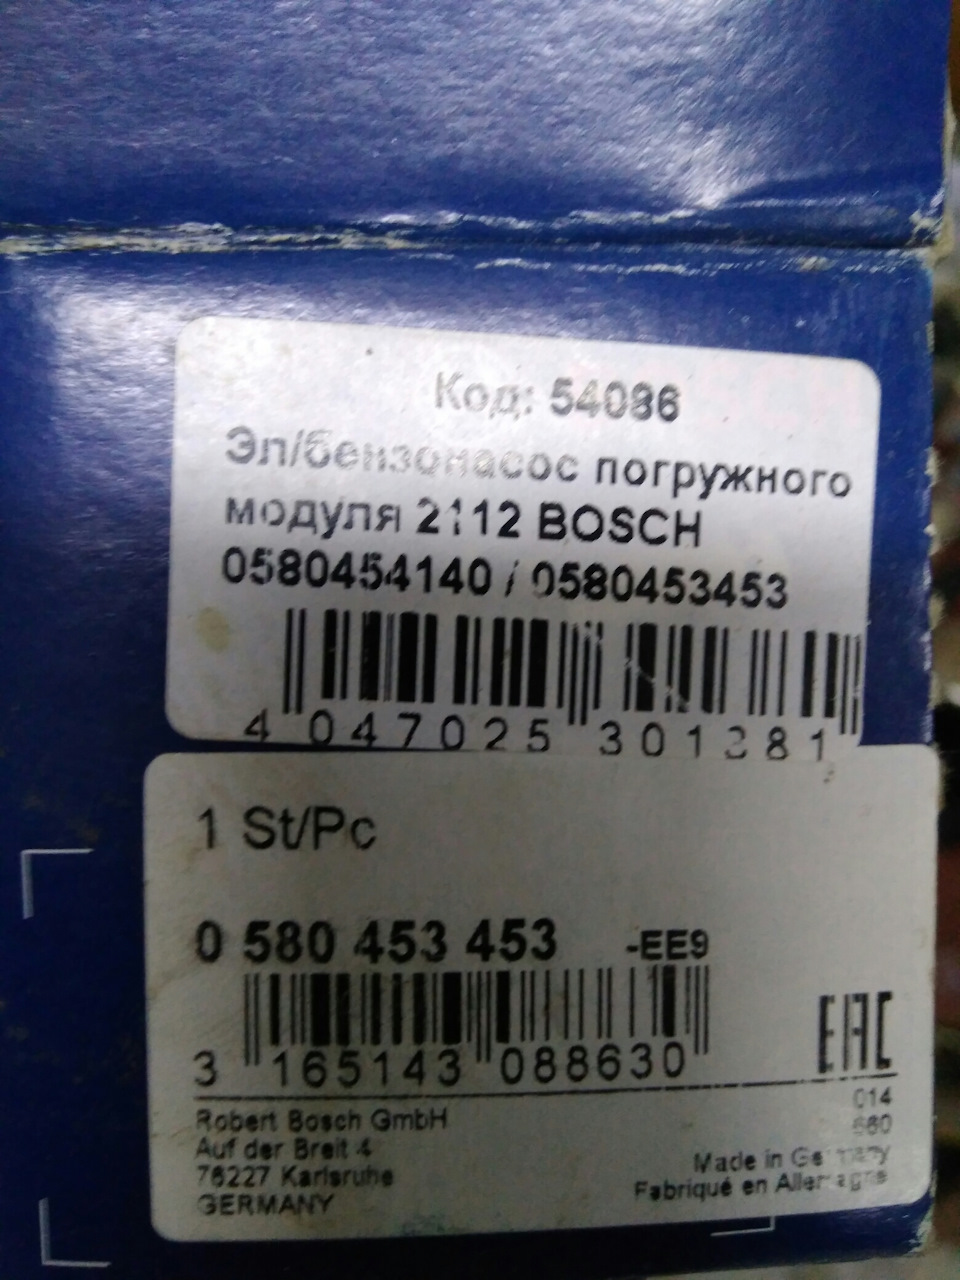 Код: 54086
Эл/бензонасос погружного
модуля 2112 BOSCH
0580454140 / 0580453453
4 047025 301281
1 St/Pc
0 580 453 453 -EE9
3 165143 088630
EAC
014
Robert Bosch GmbH
Auf der Breit 4
76227 Karlsruhe
GERMANY
Made in Germany
Fabriqué en Allemagne